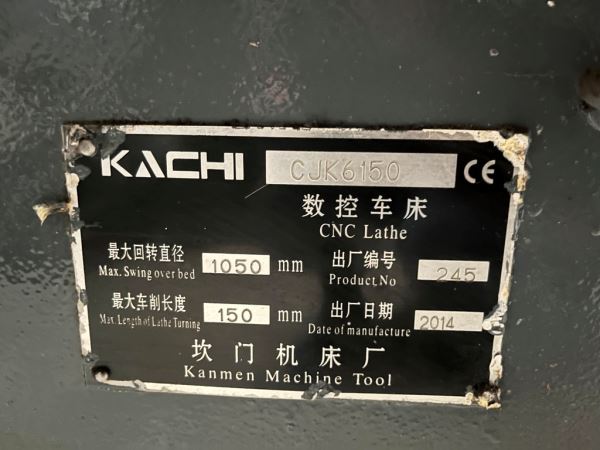 KACHI CJK6150 CE
数控车床
CNC Lathe
最大回转直径 1050 mm 出厂编号 245
Max. Swing over bed Product.No
最大车削长度 150 mm 出厂日期 2014
Max. Length of Lathe Turning Date of manufacture
坎门机床厂
Kanmen Machine Tool